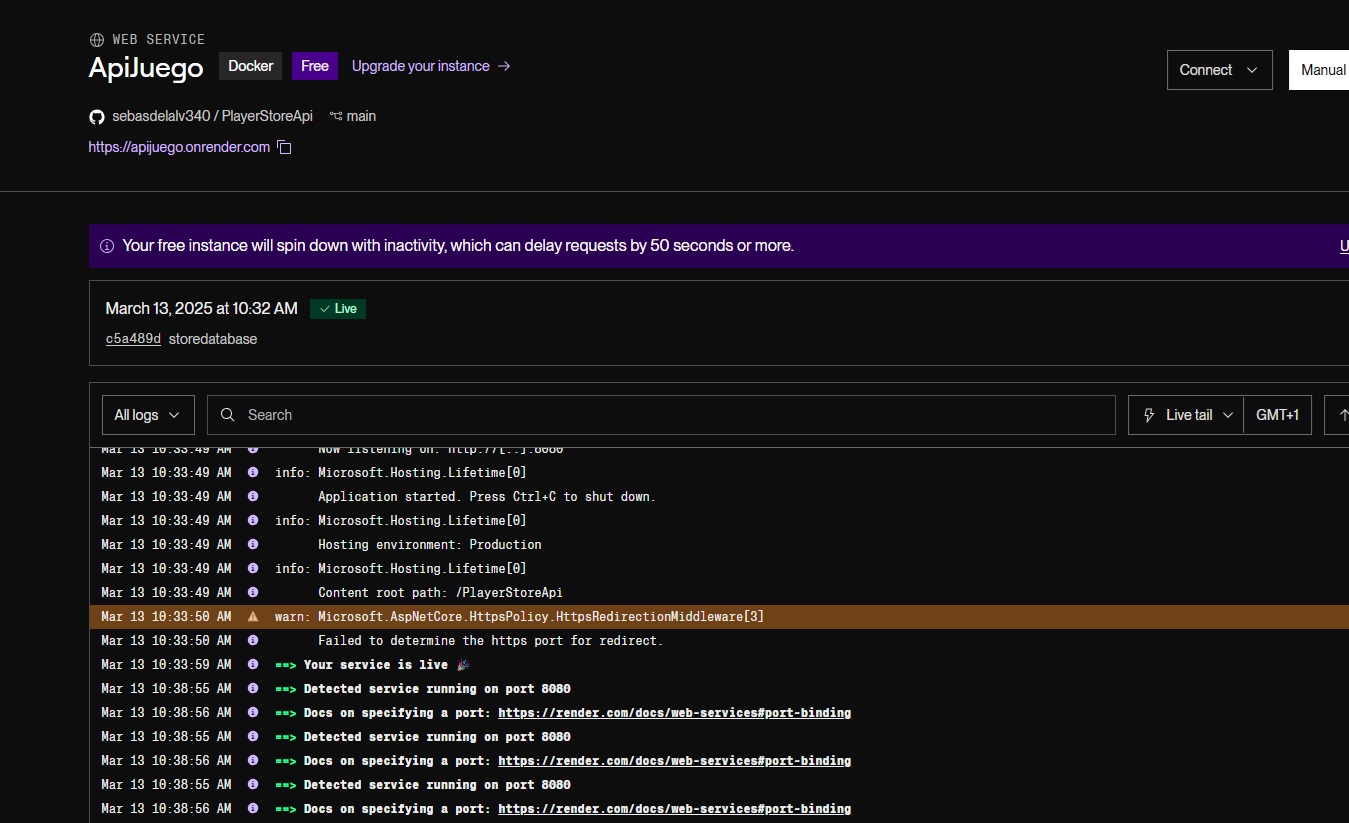 WEB SERVICE
ApiJuego Docker Free Upgrade your instance → Connect Manual
sebasdelalv340 / PlayerStoreApi main
https://apijuego.onrender.com
Your free instance will spin down with inactivity, which can delay requests by 50 seconds or more. U
March 13, 2025 at 10:32 AM ✓ Live
c5a489d storedatabase
All logs Search Live tail GMT+1
Mar 13 10:33:49 AM Now listening on: http://[::]:8080
Mar 13 10:33:49 AM info: Microsoft.Hosting.Lifetime[0]
Mar 13 10:33:49 AM Application started. Press Ctrl+C to shut down.
Mar 13 10:33:49 AM info: Microsoft.Hosting.Lifetime[0]
Mar 13 10:33:49 AM Hosting environment: Production
Mar 13 10:33:49 AM info: Microsoft.Hosting.Lifetime[0]
Mar 13 10:33:49 AM Content root path: /PlayerStoreApi
Mar 13 10:33:50 AM warn: Microsoft.AspNetCore.HttpsPolicy.HttpsRedirectionMiddleware[3]
Mar 13 10:33:50 AM Failed to determine the https port for redirect.
Mar 13 10:33:59 AM ==> Your service is live 🎉
Mar 13 10:38:55 AM ==> Detected service running on port 8080
Mar 13 10:38:56 AM ==> Docs on specifying a port: https://render.com/docs/web-services#port-binding
Mar 13 10:38:55 AM ==> Detected service running on port 8080
Mar 13 10:38:56 AM ==> Docs on specifying a port: https://render.com/docs/web-services#port-binding
Mar 13 10:38:55 AM ==> Detected service running on port 8080
Mar 13 10:38:56 AM ==> Docs on specifying a port: https://render.com/docs/web-services#port-binding